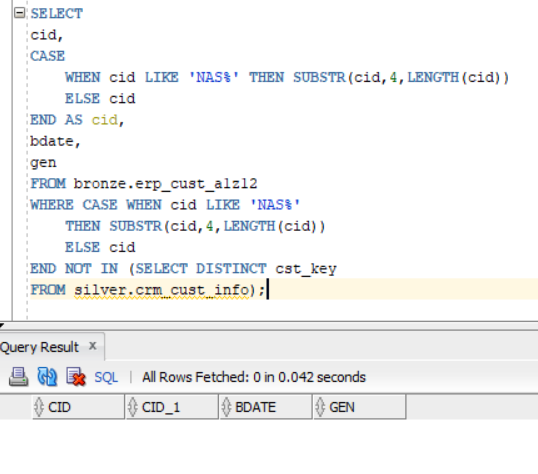 SELECT
cid,
CASE
WHEN cid LIKE 'NAS%' THEN SUBSTR(cid,4,LENGTH(cid))
ELSE cid
END AS cid,
bdate,
gen
FROM bronze.erp_cust_a1z12
WHERE CASE WHEN cid LIKE 'NAS%'
THEN SUBSTR(cid,4,LENGTH(cid))
ELSE cid
END NOT IN (SELECT DISTINCT cst_key
FROM silver.crm_cust_info);
Query Result x
SQL | All Rows Fetched: 0 in 0.042 seconds
CID CID_1 BDATE GEN